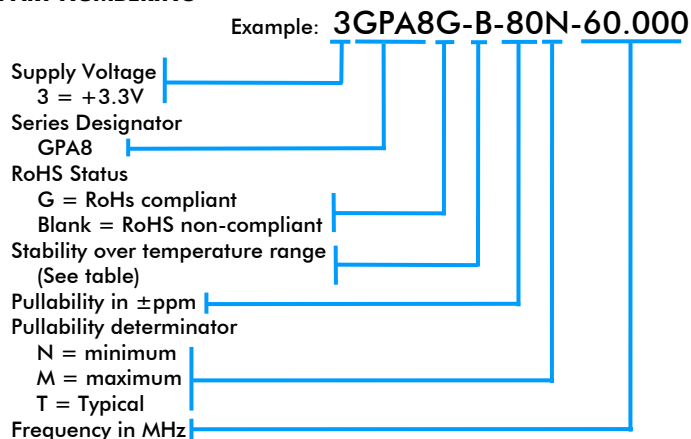 Example: 3GPA8G-B-80N-60.000
Supply Voltage
3 = +3.3V
Series Designator
GPA8
RoHS Status
G = RoHs compliant
Blank = RoHS non-compliant
Stability over temperature range
(See table)
Pullability in ±ppm
Pullability determinator
N = minimum
M = maximum
T = Typical
Frequency in MHz